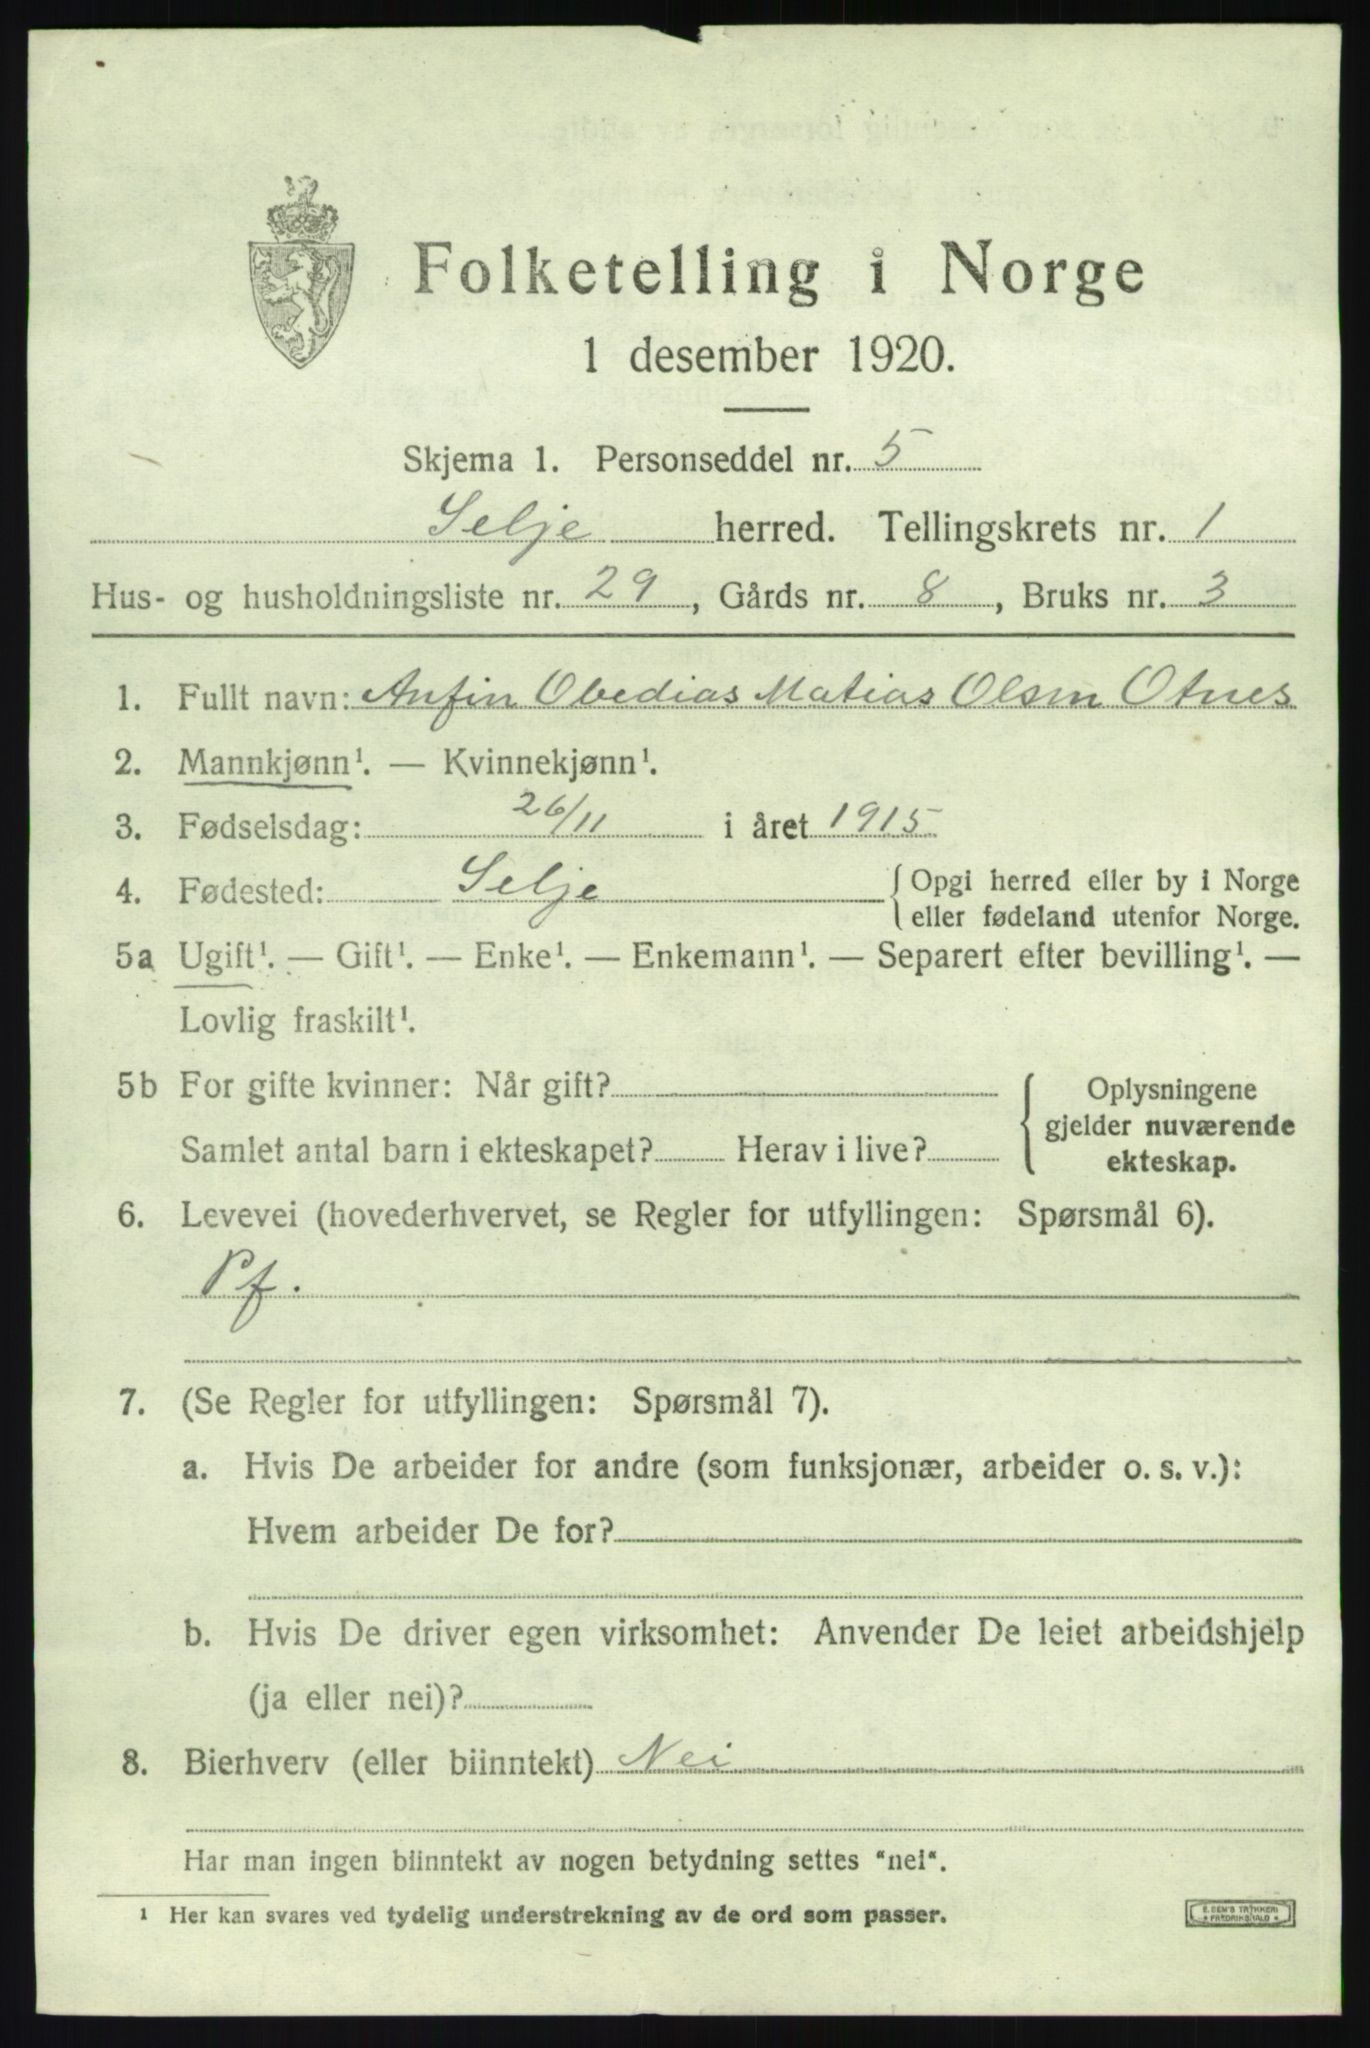 Folketelling i Norge
1 desember 1920.
Skjema 1. Personseddel nr. 5
Selje herred. Tellingskrets nr. 1
Hus- og husholdningsliste nr. 29, Gårds nr. 8, Bruks nr. 3
1. Fullt navn: Anfin Obedias Matias Olsen Otnes
2. Mannkjønn¹. — Kvinnekjønn¹.
3. Fødselsdag: 26/11 i året 1915
4. Fødested: Selje { Opgi herred eller by i Norge
eller fødeland utenfor Norge.
5a Ugift¹. — Gift¹. — Enke¹. — Enkemann¹. — Separert efter bevilling¹. —
Lovlig fraskilt¹.
5b For gifte kvinner: Når gift?
Samlet antal barn i ekteskapet? Herav i live?
Oplysningene
gjelder nuværende
ekteskap.
6. Levevei (hovederhvervet, se Regler for utfyllingen: Spørsmål 6).
Pf.
7. (Se Regler for utfyllingen: Spørsmål 7).
a. Hvis De arbeider for andre (som funksjonær, arbeider o. s. v.):
Hvem arbeider De for?
b. Hvis De driver egen virksomhet: Anvender De leiet arbeidshjelp
(ja eller nei)?
8. Bierhverv (eller biinntekt) Nei
Har man ingen biinntekt av nogen betydning settes "nei".
¹ Her kan svares ved tydelig understrekning av de ord som passer.
E. SEM'S TRYKKERI
FREDRIKSHALD